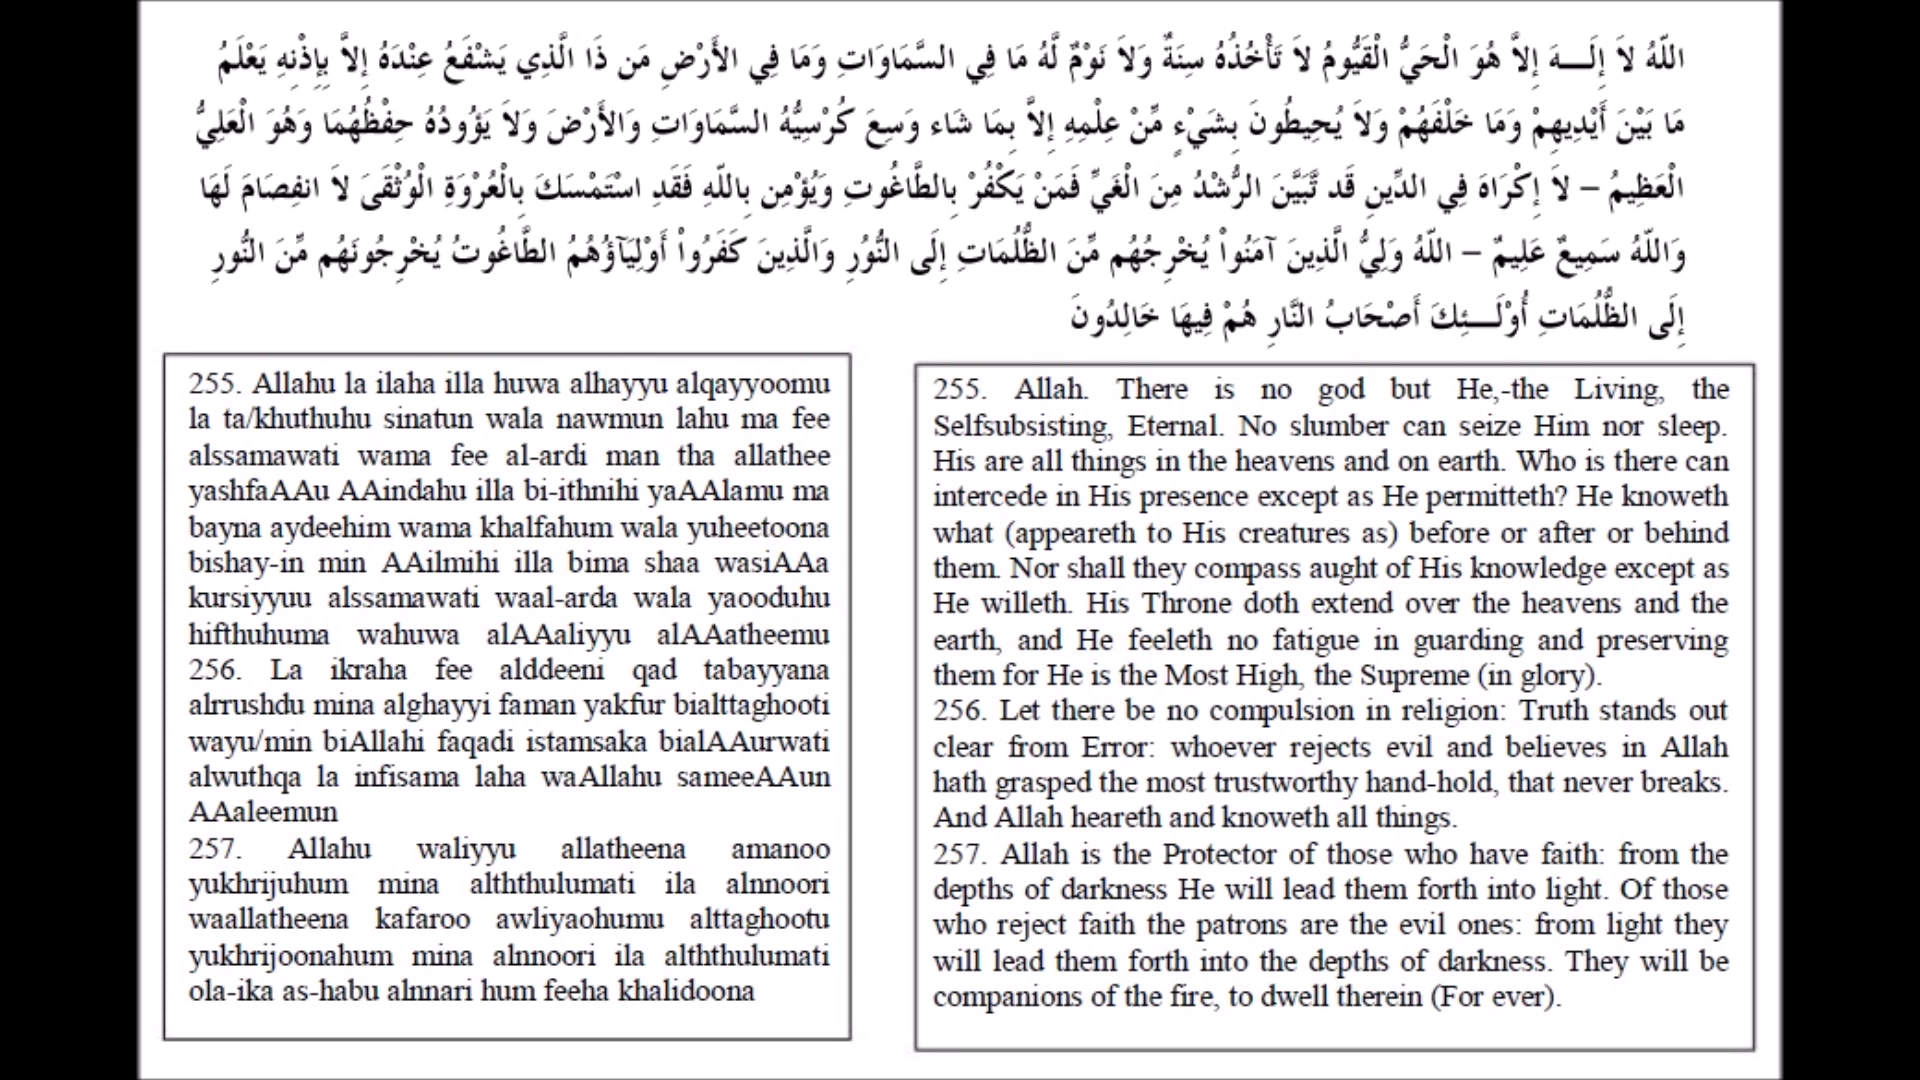 اللّهُ لاَ إِلَـــهَ إِلاَّ هُوَ الْحَيُّ الْقَيُّومُ لاَ تَأْخُذُهُ سِنَةٌ وَلاَ نَوْمٌ لَّهُ مَا فِي السَّمَاوَاتِ وَمَا فِي الأَرْضِ مَن ذَا الَّذِي يَشْفَعُ عِنْدَهُ إِلاَّ بِإِذْنِهِ يَعْلَمُ
مَا بَيْنَ أَيْدِيهِمْ وَمَا خَلْفَهُمْ وَلاَ يُحِيطُونَ بِشَيْءٍ مِّنْ عِلْمِهِ إِلاَّ بِمَا شَاء وَسِعَ كُرْسِيُّهُ السَّمَاوَاتِ وَالأَرْضَ وَلاَ يَؤُودُهُ حِفْظُهُمَا وَهُوَ الْعَلِيُّ
الْعَظِيمُ – لاَ إِكْرَاهَ فِي الدِّينِ قَد تَّبَيَّنَ الرُّشْدُ مِنَ الْغَيِّ فَمَنْ يَكْفُرْ بِالطَّاغُوتِ وَيُؤْمِن بِاللّهِ فَقَدِ اسْتَمْسَكَ بِالْعُرْوَةِ الْوُثْقَىَ لاَ انفِصَامَ لَهَا
وَاللّهُ سَمِيعٌ عَلِيمٌ – اللّهُ وَلِيُّ الَّذِينَ آمَنُواْ يُخْرِجُهُم مِّنَ الظُّلُمَاتِ إِلَى النُّوُرِ وَالَّذِينَ كَفَرُواْ أَوْلِيَآؤُهُمُ الطَّاغُوتُ يُخْرِجُونَهُم مِّنَ النُّورِ
إِلَى الظُّلُمَاتِ أُوْلَـــئِكَ أَصْحَابُ النَّارِ هُمْ فِيهَا خَالِدُونَ
255. Allahu la ilaha illa huwa alhayyu alqayyoomu
la ta/khuthuhu sinatun wala nawmun lahu ma fee
alssamawati wama fee al-ardi man tha allathee
yashfaAAu AAindahu illa bi-ithnihi yaAAlamu ma
bayna aydeehim wama khalfahum wala yuheetoona
bishay-in min AAilmihi illa bima shaa wasiAAa
kursiyyuu alssamawati waal-arda wala yaooduhu
hifthuhuma wahuwa alAAaliyyu alAAatheemu
256. La ikraha fee alddeeni qad tabayyana
alrrushdu mina alghayyi faman yakfur bialttaghooti
wayu/min biAllahi faqadi istamsaka bialAAurwati
alwuthqa la infisama laha waAllahu sameeAAun
AAaleemun
257. Allahu waliyyu allatheena amanoo
yukhrijuhum mina alththulumati ila alnnoori
waallatheena kafaroo awliyaohumu alttaghootu
yukhrijoonahum mina alnnoori ila alththulumati
ola-ika as-habu alnnari hum feeha khalidoona
255. Allah. There is no god but He,-the Living, the
Selfsubsisting, Eternal. No slumber can seize Him nor sleep.
His are all things in the heavens and on earth. Who is there can
intercede in His presence except as He permitteth? He knoweth
what (appeareth to His creatures as) before or after or behind
them. Nor shall they compass aught of His knowledge except as
He willeth. His Throne doth extend over the heavens and the
earth, and He feeleth no fatigue in guarding and preserving
them for He is the Most High, the Supreme (in glory).
256. Let there be no compulsion in religion: Truth stands out
clear from Error: whoever rejects evil and believes in Allah
hath grasped the most trustworthy hand-hold, that never breaks.
And Allah heareth and knoweth all things.
257. Allah is the Protector of those who have faith: from the
depths of darkness He will lead them forth into light. Of those
who reject faith the patrons are the evil ones: from light they
will lead them forth into the depths of darkness. They will be
companions of the fire, to dwell therein (For ever).